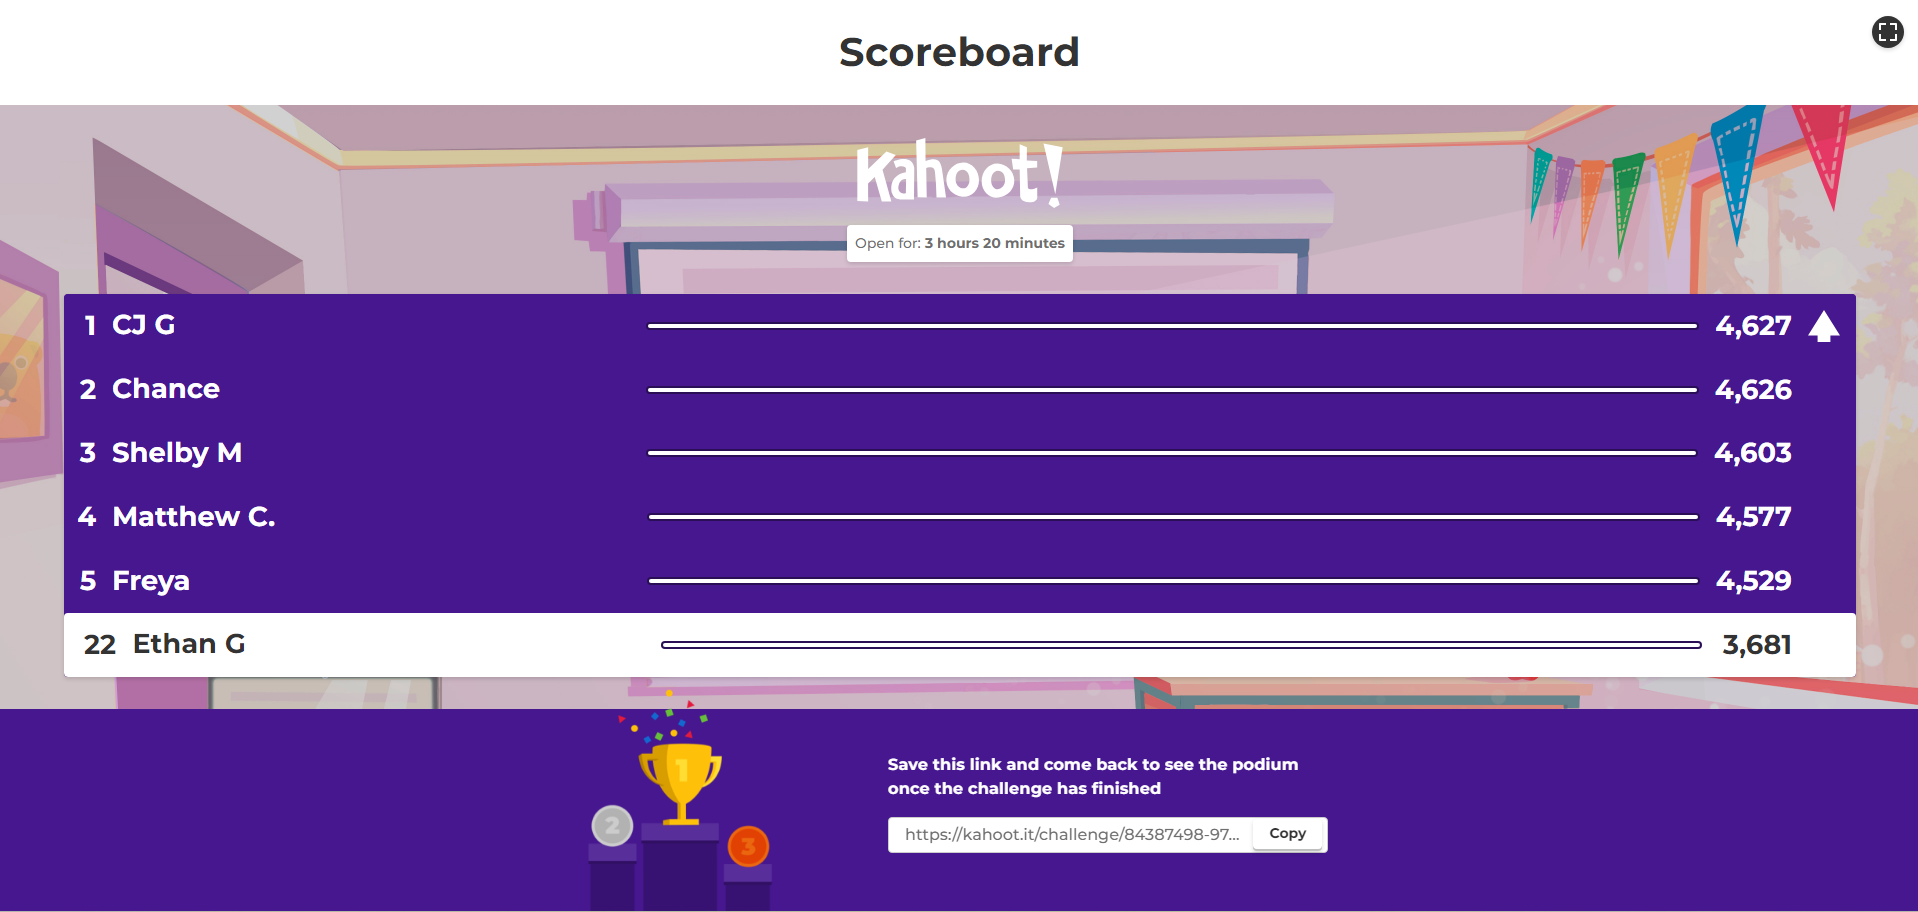 Scoreboard
Kahoot!
Open for: 3 hours 20 minutes
1 CJ G 4,627
2 Chance 4,626
3 Shelby M 4,603
4 Matthew C. 4,577
5 Freya 4,529
22 Ethan G 3,681
1
2
3
Save this link and come back to see the podium
once the challenge has finished
https://kahoot.it/challenge/84387498-97... Copy